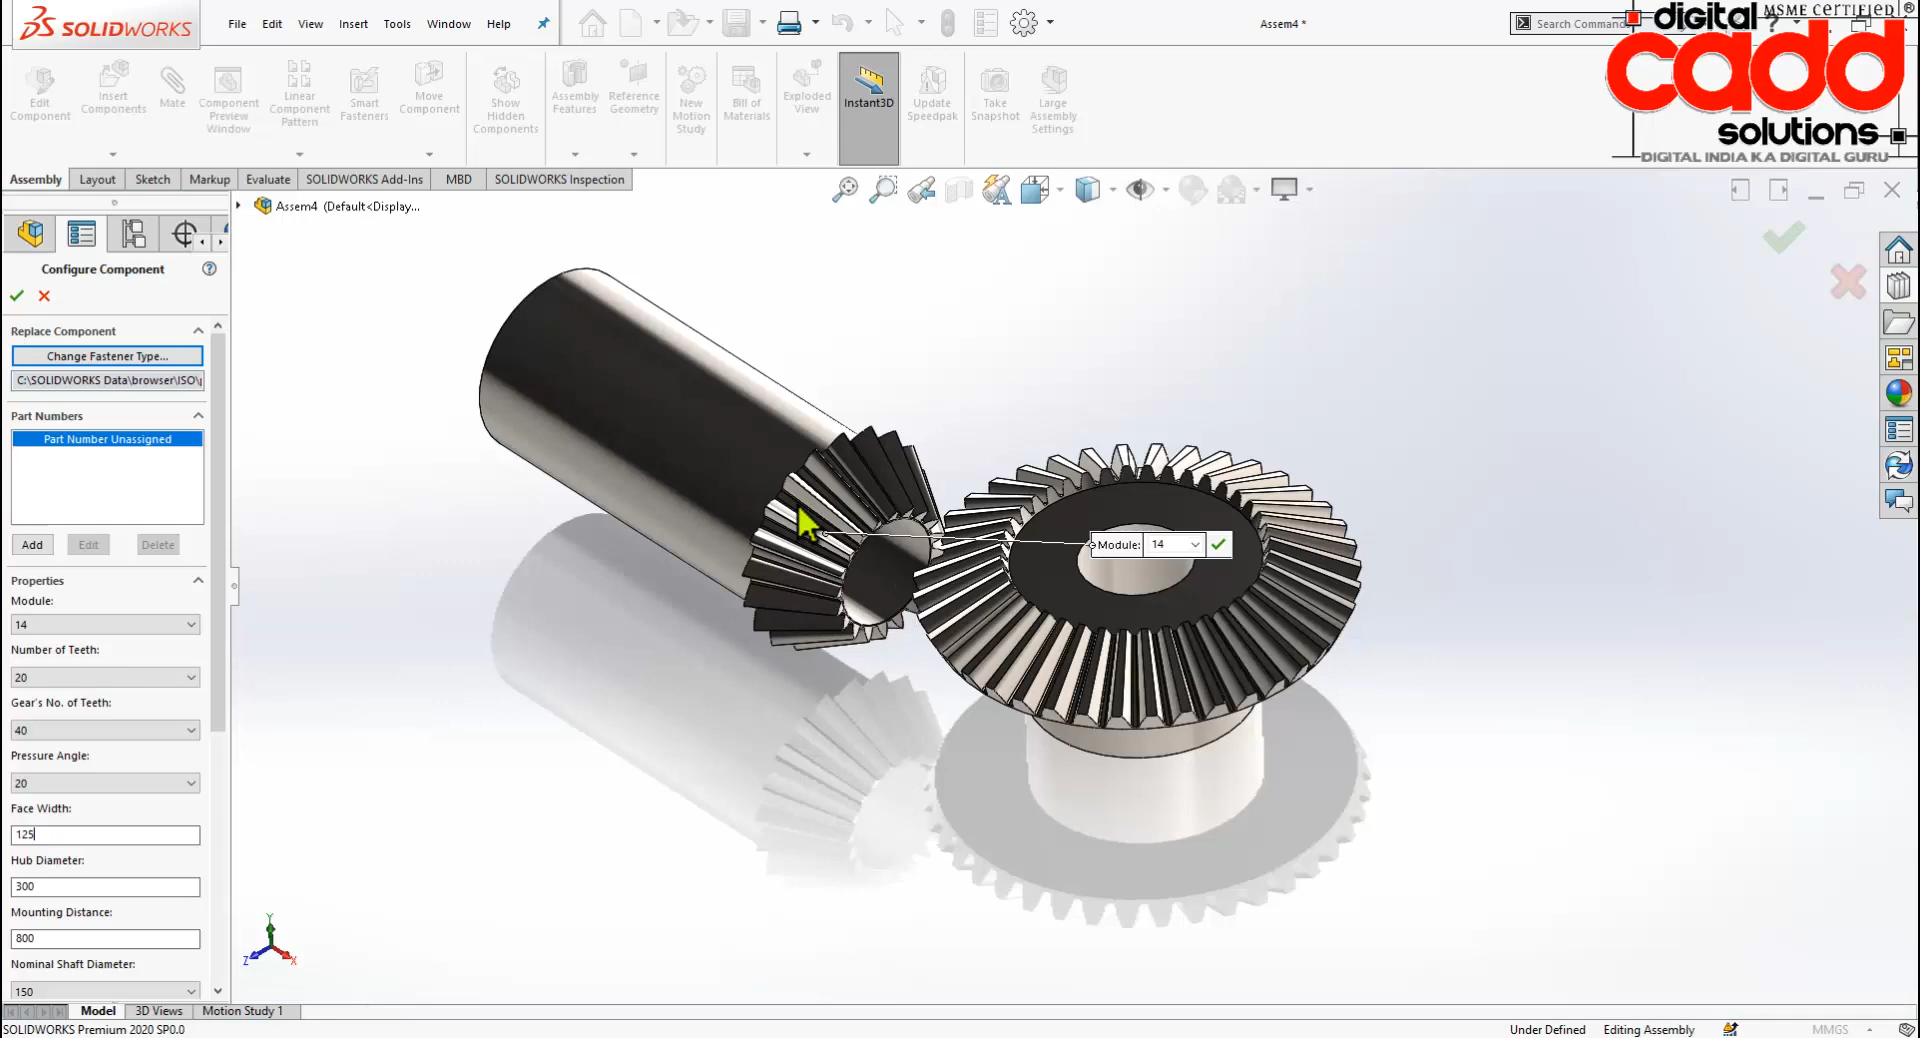 SOLIDWORKS
File Edit View Insert Tools Window Help
Assem4 *
Search Comman
MSME CERTIFIED ®
digital
cadd
solutions
DIGITAL INDIA KA DIGITAL GURU
Edit Component
Insert Components
Mate
Component Preview Window
Linear Component Pattern
Smart Fasteners
Move Component
Show Hidden Components
Assembly Features
Reference Geometry
New Motion Study
Bill of Materials
Exploded View
Instant3D
Update Speedpak
Take Snapshot
Large Assembly Settings
Assembly Layout Sketch Markup Evaluate SOLIDWORKS Add-Ins MBD SOLIDWORKS Inspection
Assem4 (Default<Display...
Configure Component
Replace Component
Change Fastener Type...
C:\SOLIDWORKS Data\browser\ISO\
Part Numbers
Part Number Unassigned
Add Edit Delete
Properties
Module:
14
Number of Teeth:
20
Gear's No. of Teeth:
40
Pressure Angle:
20
Face Width:
125
Hub Diameter:
300
Mounting Distance:
800
Nominal Shaft Diameter:
150
Module: 14
Y
Z
X
Model 3D Views Motion Study 1
SOLIDWORKS Premium 2020 SP0.0
Under Defined Editing Assembly MMGS